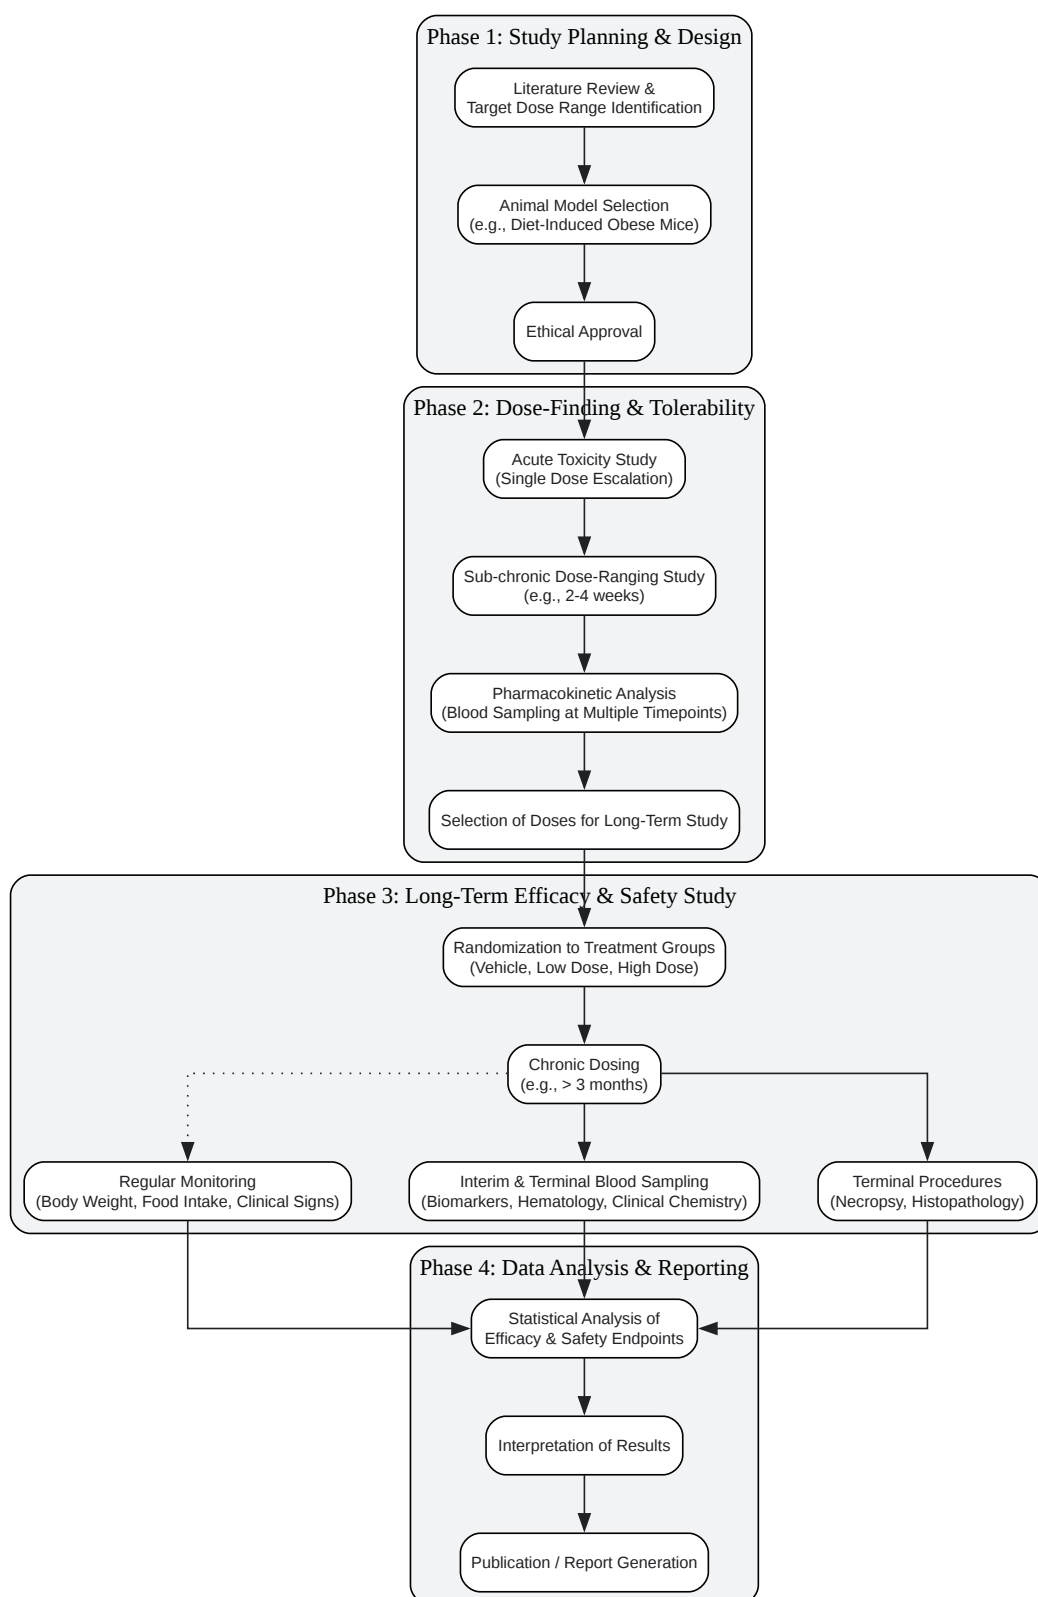 Phase 1: Study Planning & Design
Literature Review &
Target Dose Range Identification
Animal Model Selection
(e.g., Diet-Induced Obese Mice)
Ethical Approval
Phase 2: Dose-Finding & Tolerability
Acute Toxicity Study
(Single Dose Escalation)
Sub-chronic Dose-Ranging Study
(e.g., 2-4 weeks)
Pharmacokinetic Analysis
(Blood Sampling at Multiple Timepoints)
Selection of Doses for Long-Term Study
Phase 3: Long-Term Efficacy & Safety Study
Randomization to Treatment Groups
(Vehicle, Low Dose, High Dose)
Chronic Dosing
(e.g., > 3 months)
Regular Monitoring
(Body Weight, Food Intake, Clinical Signs)
Interim & Terminal Blood Sampling
(Biomarkers, Hematology, Clinical Chemistry)
Terminal Procedures
(Necropsy, Histopathology)
Phase 4: Data Analysis & Reporting
Statistical Analysis of
Efficacy & Safety Endpoints
Interpretation of Results
Publication / Report Generation